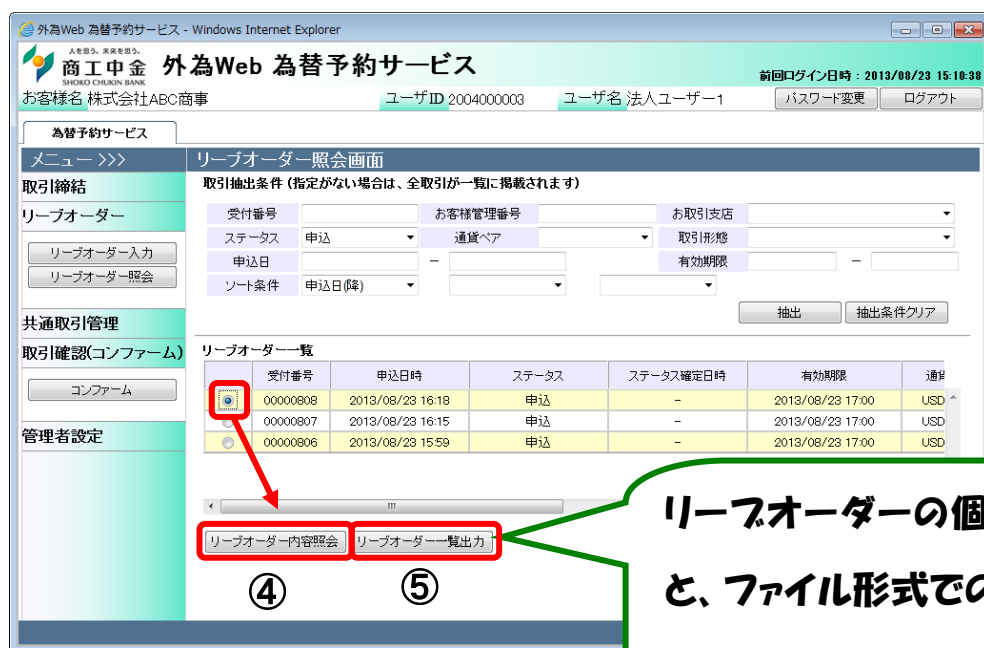 外為Web 為替予約サービス - Windows Internet Explorer
人を思う。未来を思う。
商工中金
SHOKO CHUKIN BANK
外為Web 為替予約サービス
前回ログイン日時:2013/08/23 15:10:38
お客様名 株式会社ABC商事 ユーザID 2004000003 ユーザ名 法人ユーザー1 パスワード変更 ログアウト
為替予約サービス
メニュー >>>
取引締結
リーブオーダー
リーブオーダー入力
リーブオーダー照会
共通取引管理
取引確認(コンファーム)
コンファーム
管理者設定
リーブオーダー照会画面
取引抽出条件 (指定がない場合は、全取引が一覧に掲載されます)
受付番号 お客様管理番号 お取引支店
ステータス 申込 通貨ペア 取引形態
申込日 - 有効期限 -
ソート条件 申込日(降)
抽出 抽出条件クリア
リーブオーダー一覧
受付番号 申込日時 ステータス ステータス確定日時 有効期限 通貨
00000808 2013/08/23 16:18 申込 - 2013/08/23 17:00 USD
00000807 2013/08/23 16:15 申込 - 2013/08/23 17:00 USD
00000806 2013/08/23 15:59 申込 - 2013/08/23 17:00 USD
リーブオーダー内容照会 リーブオーダー一覧出力
④ ⑤
リーブオーダーの個
と、ファイル形式での